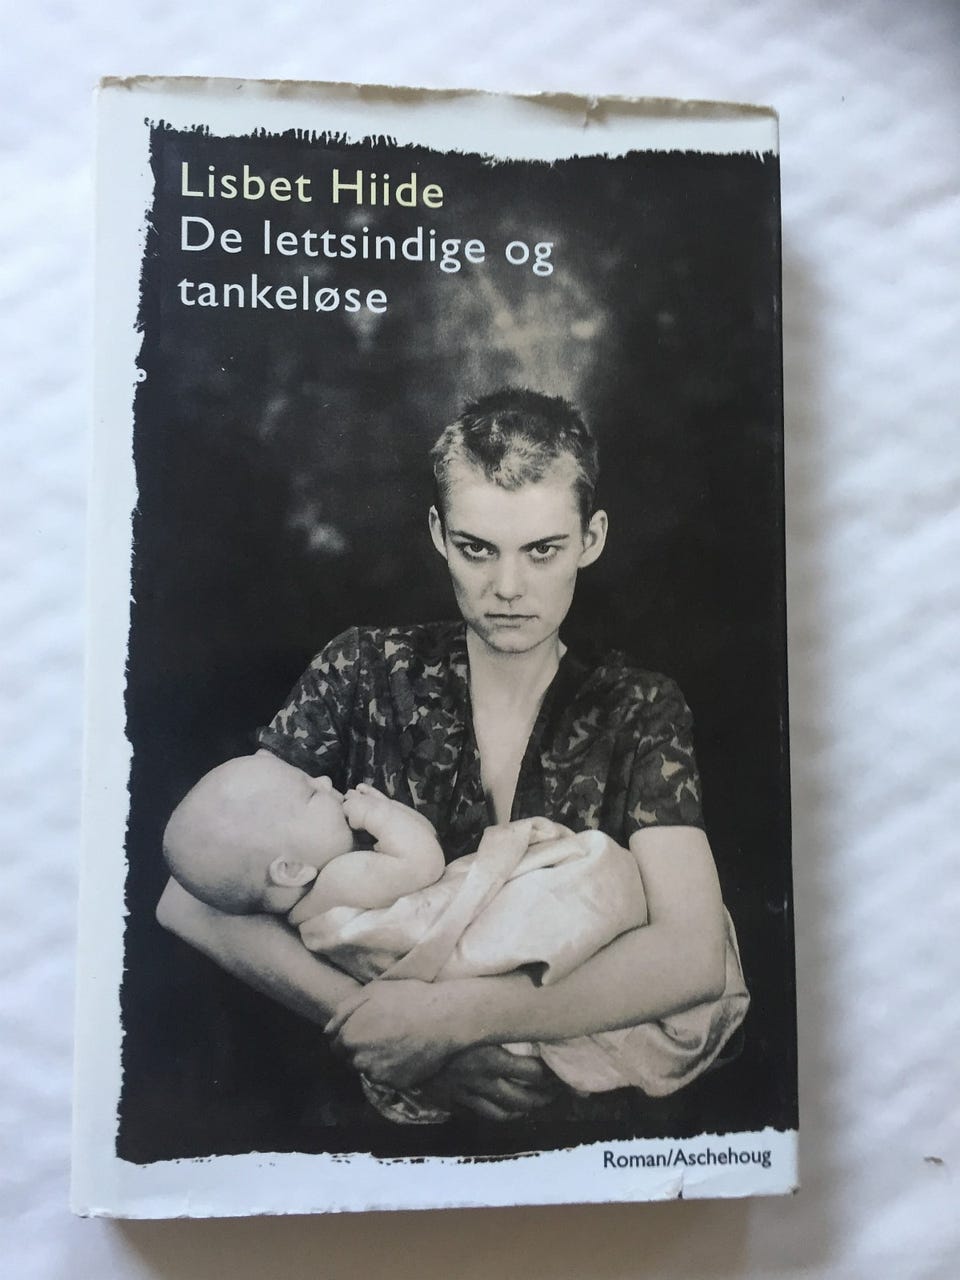 Lisbet Hiide
De lettsindige og
tankeløse
Roman/Aschehoug